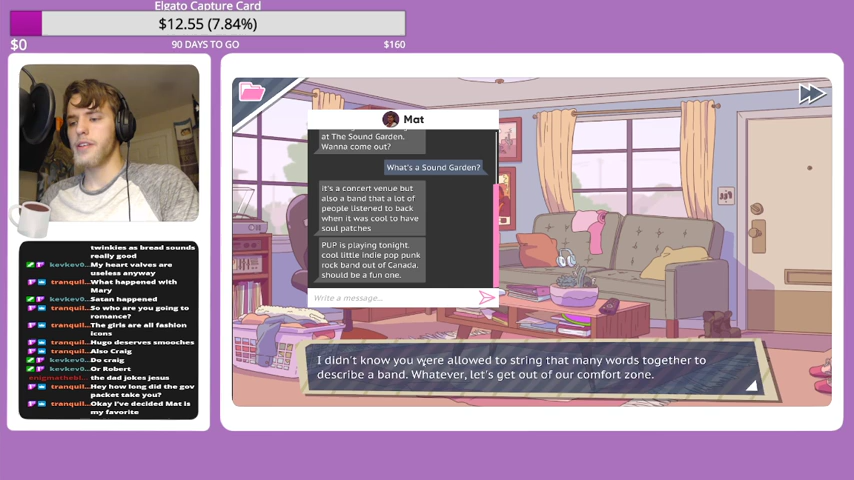 Elgato Capture Card
$12.55 (7.84%)
$0
90 DAYS TO GO
$160
Mat
at The Sound Garden.
Wanna come out?
What's a Sound Garden?
it's a concert venue but
also a band that a lot of
people listened to back
when it was cool to have
soul patches
PUP is playing tonight.
cool little indie pop punk
rock band out of Canada.
should be a fun one.
Write a message...
I didn't know you were allowed to string that many words together to
describe a band. Whatever, let's get out of our comfort zone.
twinkies as bread sounds
really good
kevkev0... My heart valves are
useless anyway
tranquil... What happened with
Mary
kevkev0... Satan happened
tranquil... So who are you going to
romance?
tranquil... The girls are all fashion
icons
tranquil... Hugo deserves smooches
tranquil... Also Craig
kevkev0... Do craig
kevkev0... Or Robert
the dad jokes jesus
tranquil... Hey how long did the gov
packet take you?
tranquil... Okay I've decided Mat is
my favorite